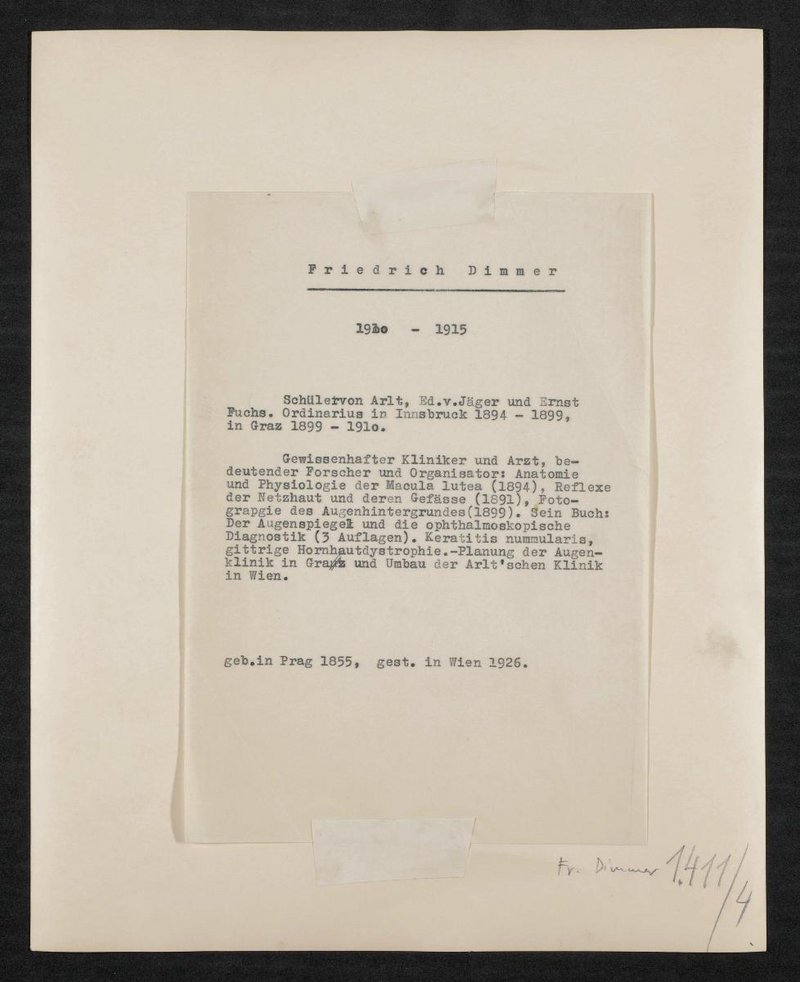 Friedrich Dimmer
191o - 1915
Schülervon Arlt, Ed.v.Jäger und Ernst
Fuchs. Ordinarius in Innsbruck 1894 - 1899,
in Graz 1899 - 191o.
Gewissenhafter Kliniker und Arzt, be-
deutender Forscher und Organisator: Anatomie
und Physiologie der Macula lutea (1894), Reflexe
der Netzhaut und deren Gefässe (1891), Foto-
grapgie des Augenhintergrundes(1899). Sein Buch:
Der Augenspiegel und die ophthalmoskopische
Diagnostik (3 Auflagen). Keratitis nummularis,
gittrige Hornhautdystrophie.-Planung der Augen-
klinik in Graz und Umbau der Arlt'schen Klinik
in Wien.
geb.in Prag 1855, gest. in Wien 1926.
Fr. Dimmer 1.411/4